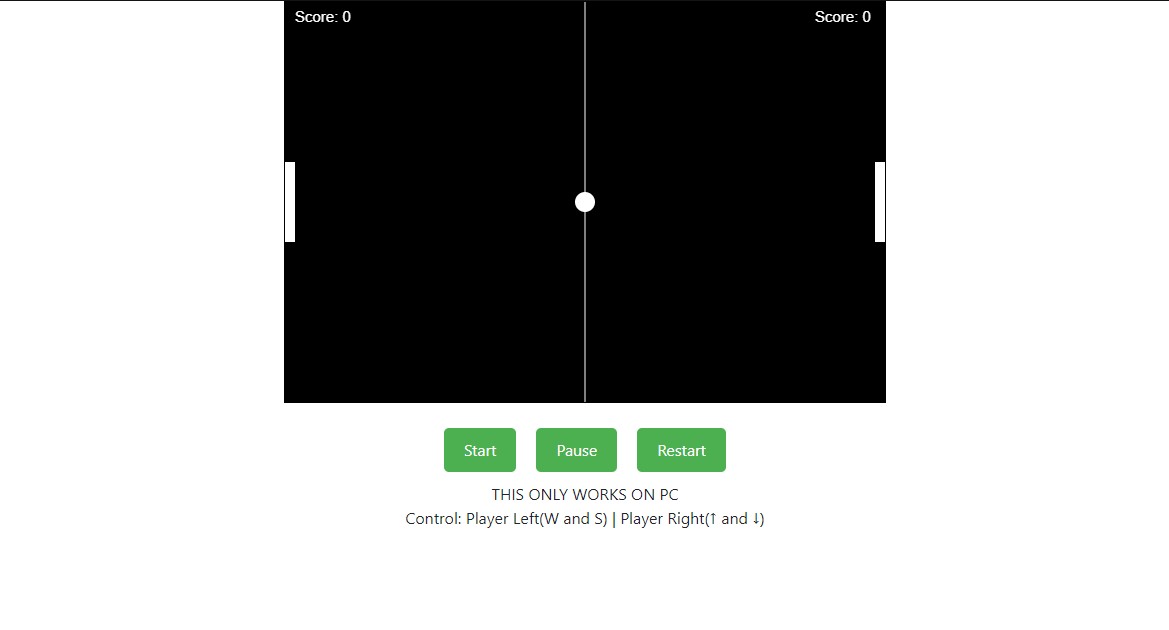 Score: 0 Score: 0
Start Pause Restart
THIS ONLY WORKS ON PC
Control: Player Left(W and S) | Player Right(↑ and ↓)